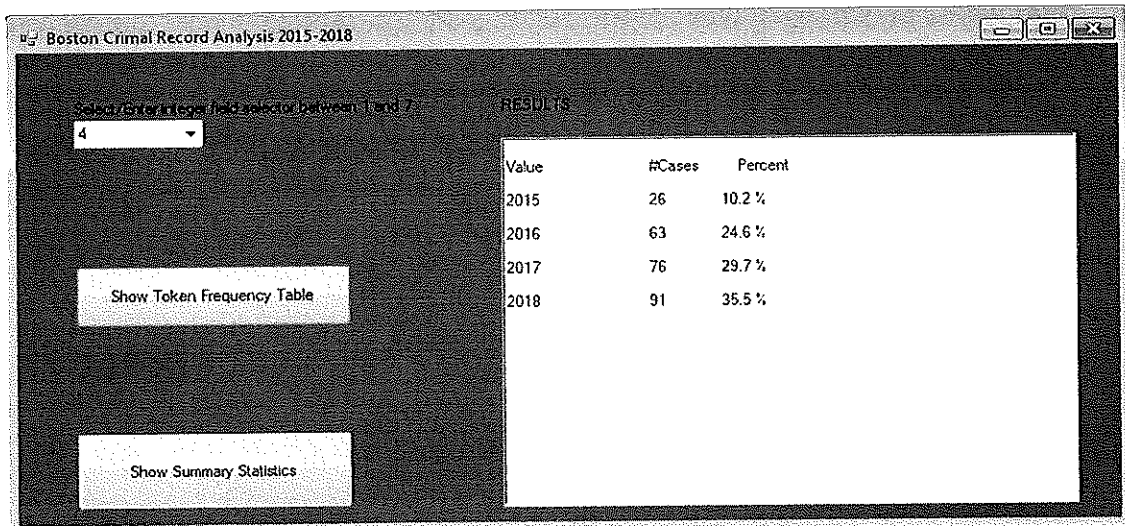 Boston Crimal Record Analysis 2015-2018
Select/Enter integer field selector between 1 and 7
4
Show Token Frequency Table
Show Summary Statistics
RESULTS
Value #Cases Percent
2015 26 10.2 %
2016 63 24.6 %
2017 76 29.7 %
2018 91 35.5 %